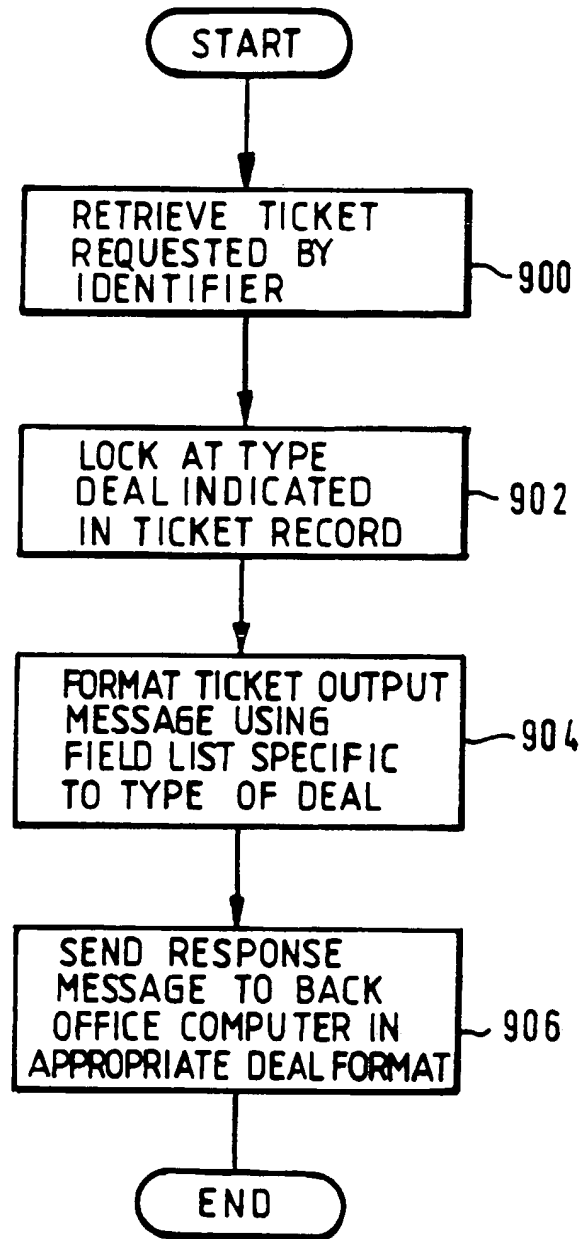 START
RETRIEVE TICKET
REQUESTED BY
IDENTIFIER
900
LOCK AT TYPE
DEAL INDICATED
IN TICKET RECORD
902
FORMAT TICKET OUTPUT
MESSAGE USING
FIELD LIST SPECIFIC
TO TYPE OF DEAL
904
SEND RESPONSE
MESSAGE TO BACK
OFFICE COMPUTER IN
APPROPRIATE DEAL FORMAT
906
END